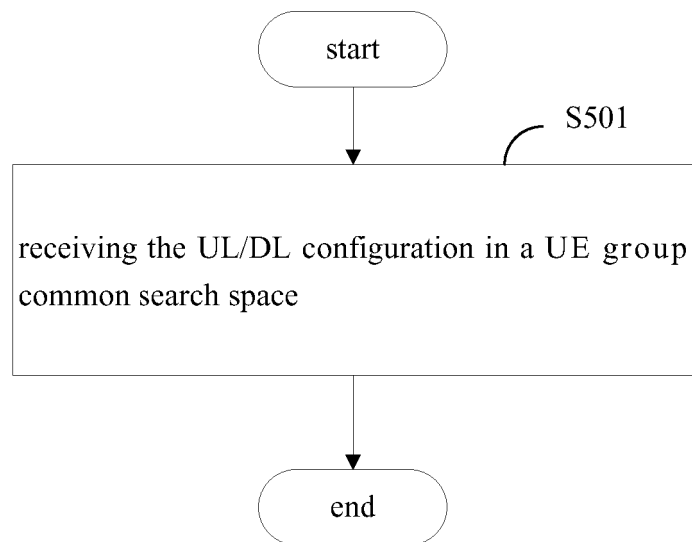 start
S501
receiving the UL/DL configuration in a UE group
common search space
end